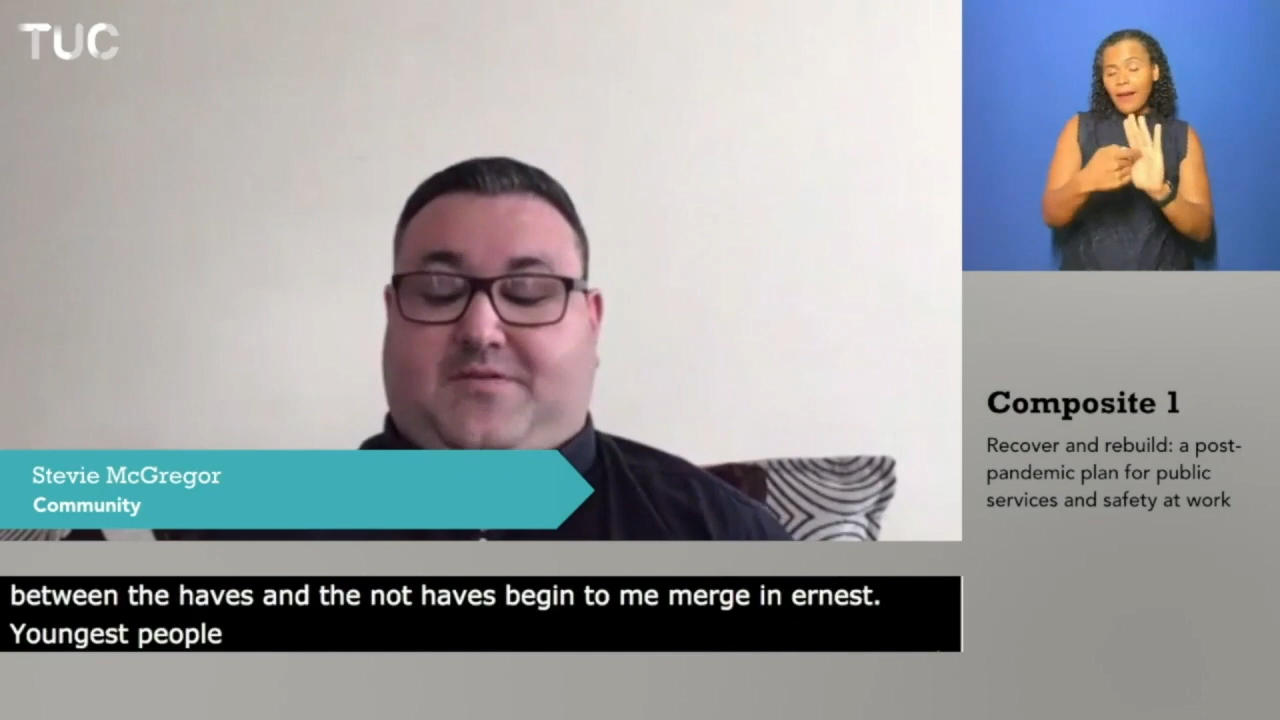 TUC
Stevie McGregor
Community
Composite 1
Recover and rebuild: a post-
pandemic plan for public
services and safety at work
between the haves and the not haves begin to me merge in ernest.
Youngest people